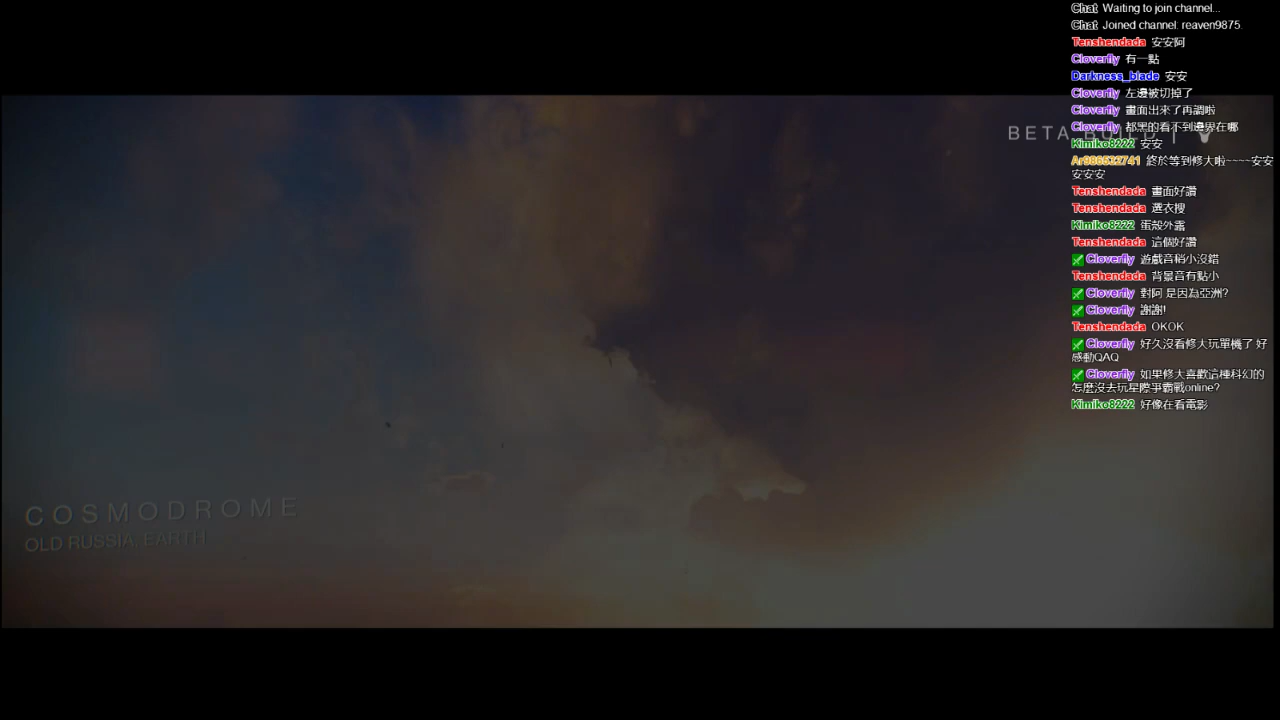 Chat Waiting to join channel...
Chat Joined channel: reaven9875.
Tenshendada 安安阿
Cloverfly 有一點
Darkness_blade 安安
Cloverfly 左邊被切掉了
Cloverfly 畫面出來了再調啦
Cloverfly 都黑的看不到邊界在哪
BETA BUILD |
Kimiko8222 安安
Ar986532741 終於等到修大啦~~~~安安
安安安
Tenshendada 畫面好讚
Tenshendada 選衣搜
Kimiko8222 蛋殼外露
Tenshendada 這個好讚
Cloverfly 遊戲音稍小沒錯
Tenshendada 背景音有點小
Cloverfly 對阿 是因為亞洲?
Cloverfly 謝謝!
Tenshendada OKOK
Cloverfly 好久沒看修大玩單機了 好
感動QAQ
Cloverfly 如果修大喜歡這種科幻的
怎麼沒去玩星際爭霸戰online?
Kimiko8222 好像在看電影
COSMODROME
OLD RUSSIA, EARTH